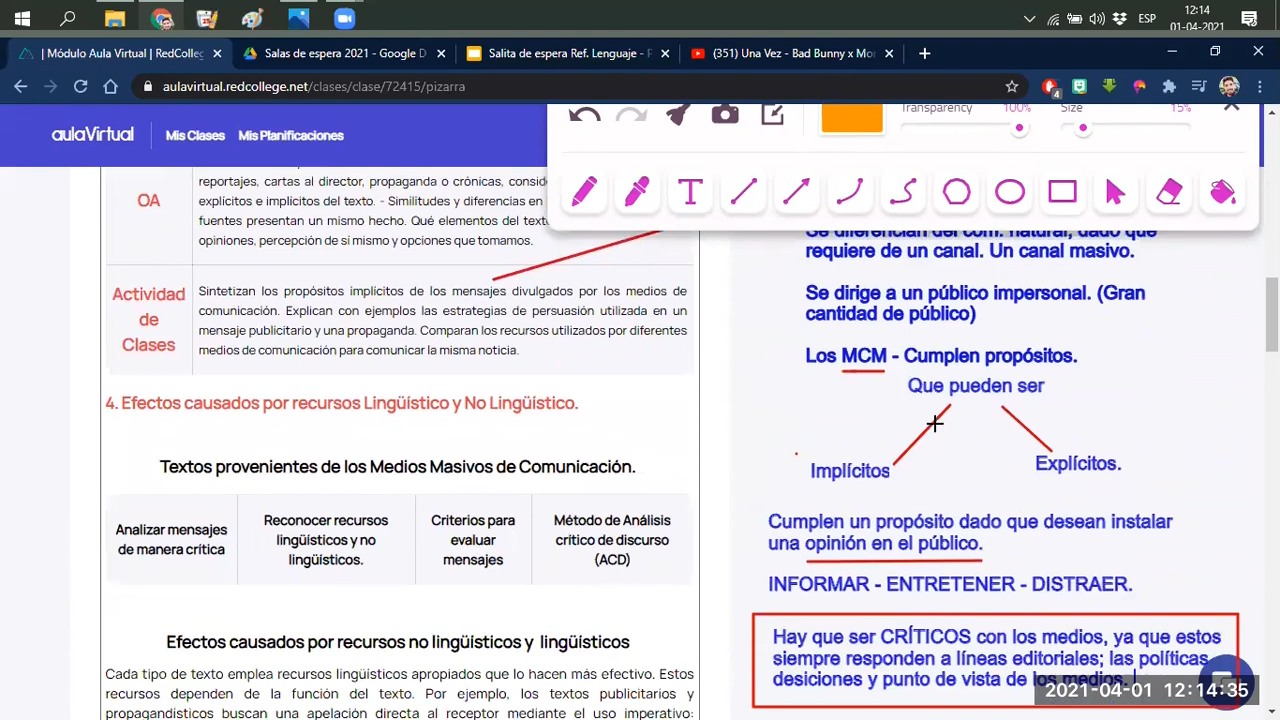 12:14
ESP
01-04-2021
Módulo Aula Virtual | RedColleg
Salas de espera 2021 - Google D
Salita de espera Ref. Lenguaje - P
(351) Una Vez - Bad Bunny x Mor
aulavirtual.redcollege.net/clases/clase/72415/pizarra
4
aulaVirtual
Mis Clases
Mis Planificaciones
Transparency
100%
Size
15%
T
OA
reportajes, cartas al director, propaganda o crónicas, consid
explícitos e implícitos del texto. - Similitudes y diferencias en
fuentes presentan un mismo hecho. Qué elementos del text
opiniones, percepción de sí mismo y opciones que tomamos.
Actividad
de
Clases
Sintetizan los propósitos implícitos de los mensajes divulgados por los medios de
comunicación. Explican con ejemplos las estrategias de persuasión utilizada en un
mensaje publicitario y una propaganda. Comparan los recursos utilizados por diferentes
medios de comunicación para comunicar la misma noticia.
4. Efectos causados por recursos Lingüístico y No Lingüístico.
Textos provenientes de los Medios Masivos de Comunicación.
Analizar mensajes
de manera crítica
Reconocer recursos
lingüísticos y no
lingüísticos.
Criterios para
evaluar
mensajes
Método de Análisis
crítico de discurso
(ACD)
Efectos causados por recursos no lingüísticos y lingüísticos
Cada tipo de texto emplea recursos lingüísticos apropiados que lo hacen más efectivo. Estos
recursos dependen de la función del texto. Por ejemplo, los textos publicitarios y
propagandísticos buscan una apelación directa al receptor mediante el uso imperativo:
Se diferencian del com. natural, dado que
requiere de un canal. Un canal masivo.
Se dirige a un público impersonal. (Gran
cantidad de público)
Los MCM - Cumplen propósitos.
Que pueden ser
Implícitos
Explícitos.
Cumplen un propósito dado que desean instalar
una opinión en el público.
INFORMAR - ENTRETENER - DISTRAER.
Hay que ser CRÍTICOS con los medios, ya que estos
siempre responden a líneas editoriales; las políticas
desiciones y punto de vista de los medios.
2021-04-01 12:14:35